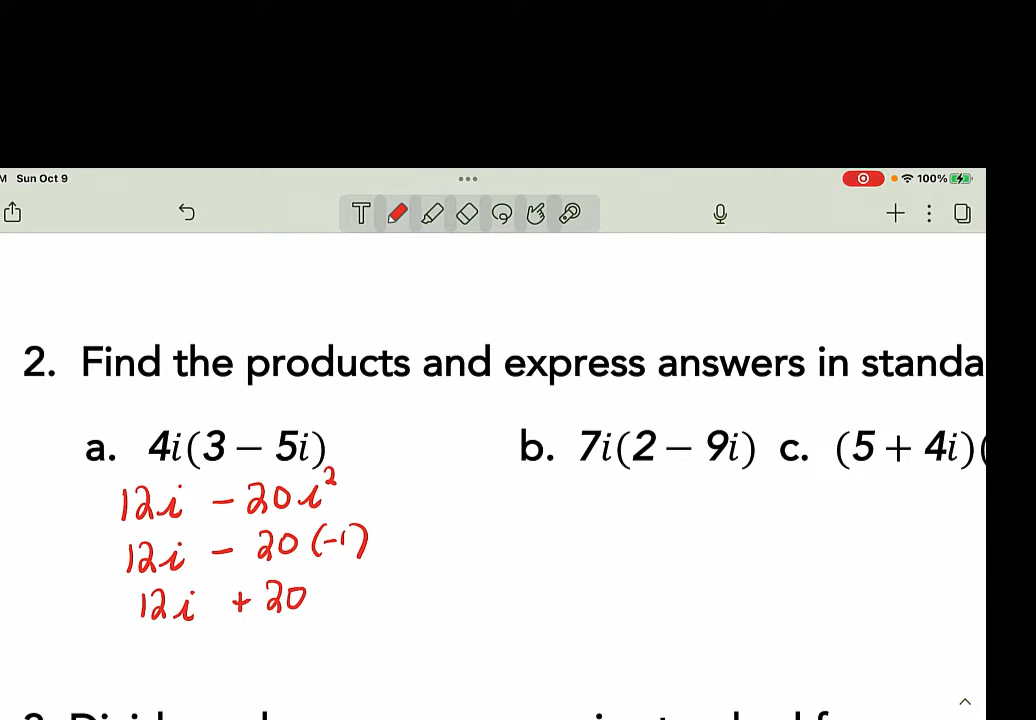 M Sun Oct 9
100%
2. Find the products and express answers in standa
a. 4i(3 − 5i) b. 7i(2 − 9i) c. (5 + 4i)(
12i − 20i²
12i − 20(−1)
12i + 20